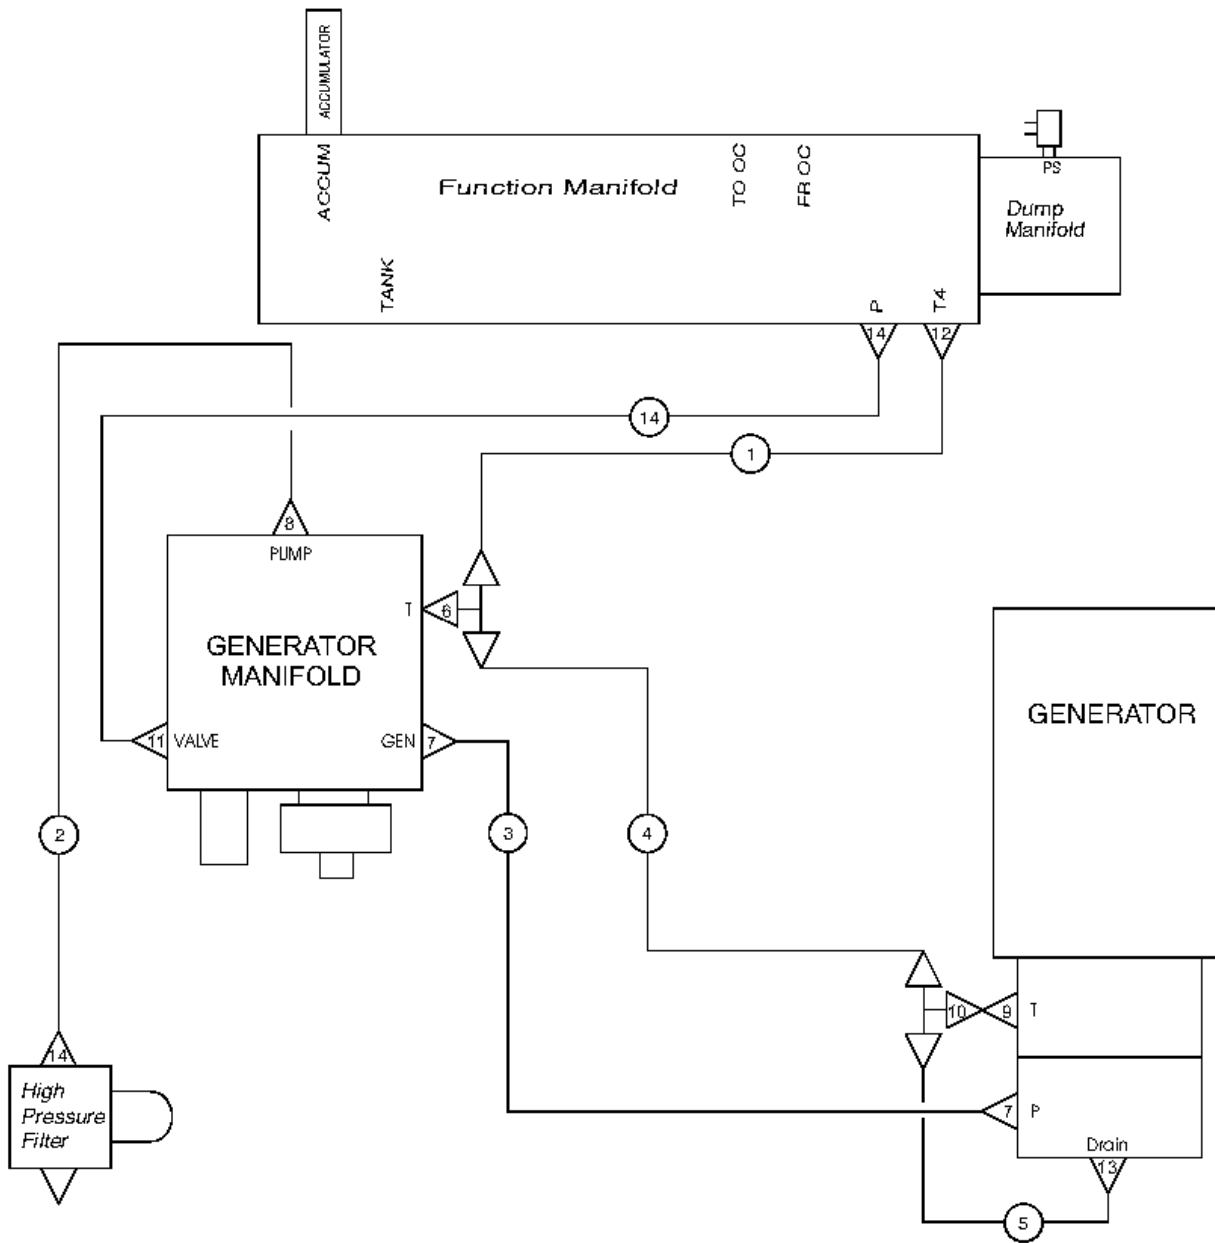 ACCUMULATOR
ACCUM
Function Manifold
TO OC
FR OC
PS
Dump
Manifold
TANK
P
T4
14
12
14
1
8
PUMP
T
6
GENERATOR
MANIFOLD
GENERATOR
11
VALVE
GEN
7
2
3
4
10
9
T
14
High
Pressure
Filter
7
P
Drain
13
5